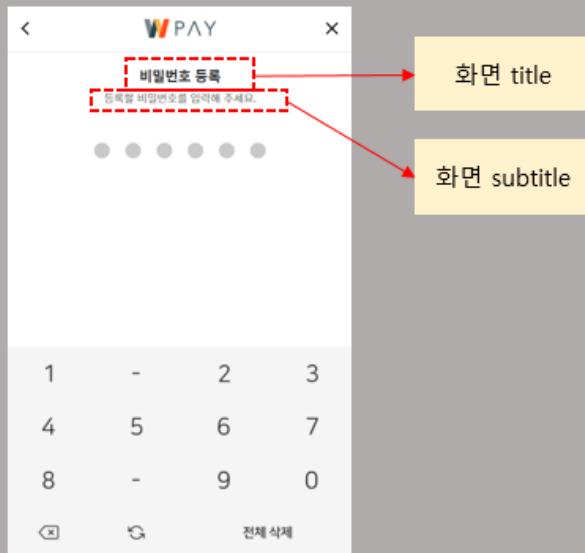 WPAY
비밀번호 등록
등록할 비밀번호를 입력해 주세요.
화면 title
화면 subtitle
1 - 2 3
4 5 6 7
8 - 9 0
전체 삭제